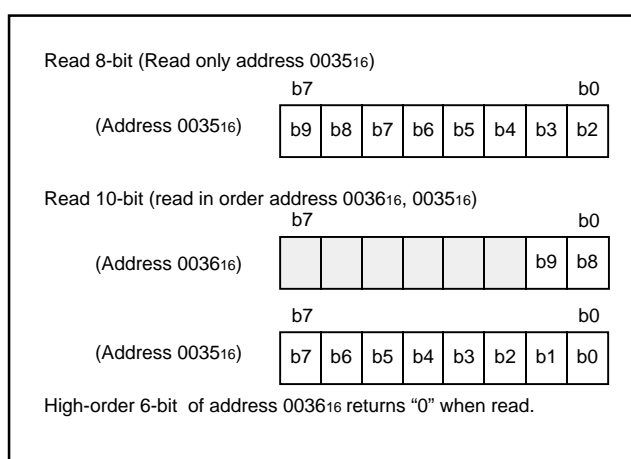 Read 8-bit (Read only address 0035₁₆)
b7 b0
(Address 0035₁₆) b9 b8 b7 b6 b5 b4 b3 b2
Read 10-bit (read in order address 0036₁₆, 0035₁₆)
b7 b0
(Address 0036₁₆) b9 b8
b7 b0
(Address 0035₁₆) b7 b6 b5 b4 b3 b2 b1 b0
High-order 6-bit of address 0036₁₆ returns “0” when read.